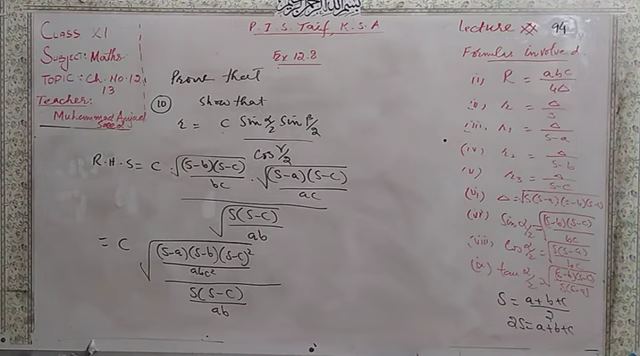 بسم الله الرحمن الرحيم
Class XI
Subject: Maths
TOPIC: Ch. no. 12,
13
Teacher:
Muhammad Amjad
P. I. S. Taif, K. S. A
Ex 12.8
Prove that
(10) Show that
r = c Sin α/2 Sin β/2 / Cos γ/2
R.H.S = c · √((s-b)(s-c)/bc) · √((s-a)(s-c)/ac) / √(s(s-c)/ab)
= c √( ((s-a)(s-b)(s-c)²/abc²) / (s(s-c)/ab) )
Lecture # 94
Formulas involved
(i) R = abc/4Δ
(ii) r = Δ/s
(iii) r₁ = Δ/s-a
(iv) r₂ = Δ/s-b
(v) r₃ = Δ/s-c
(vi) Δ = √s(s-a)(s-b)(s-c)
(vii) Sin α/2 = √((s-b)(s-c)/bc)
(viii) Cos α/2 = √(s(s-a)/bc)
(ix) tan α/2 = √((s-b)(s-c)/s(s-a))
S = a+b+c/2
2S = a+b+c